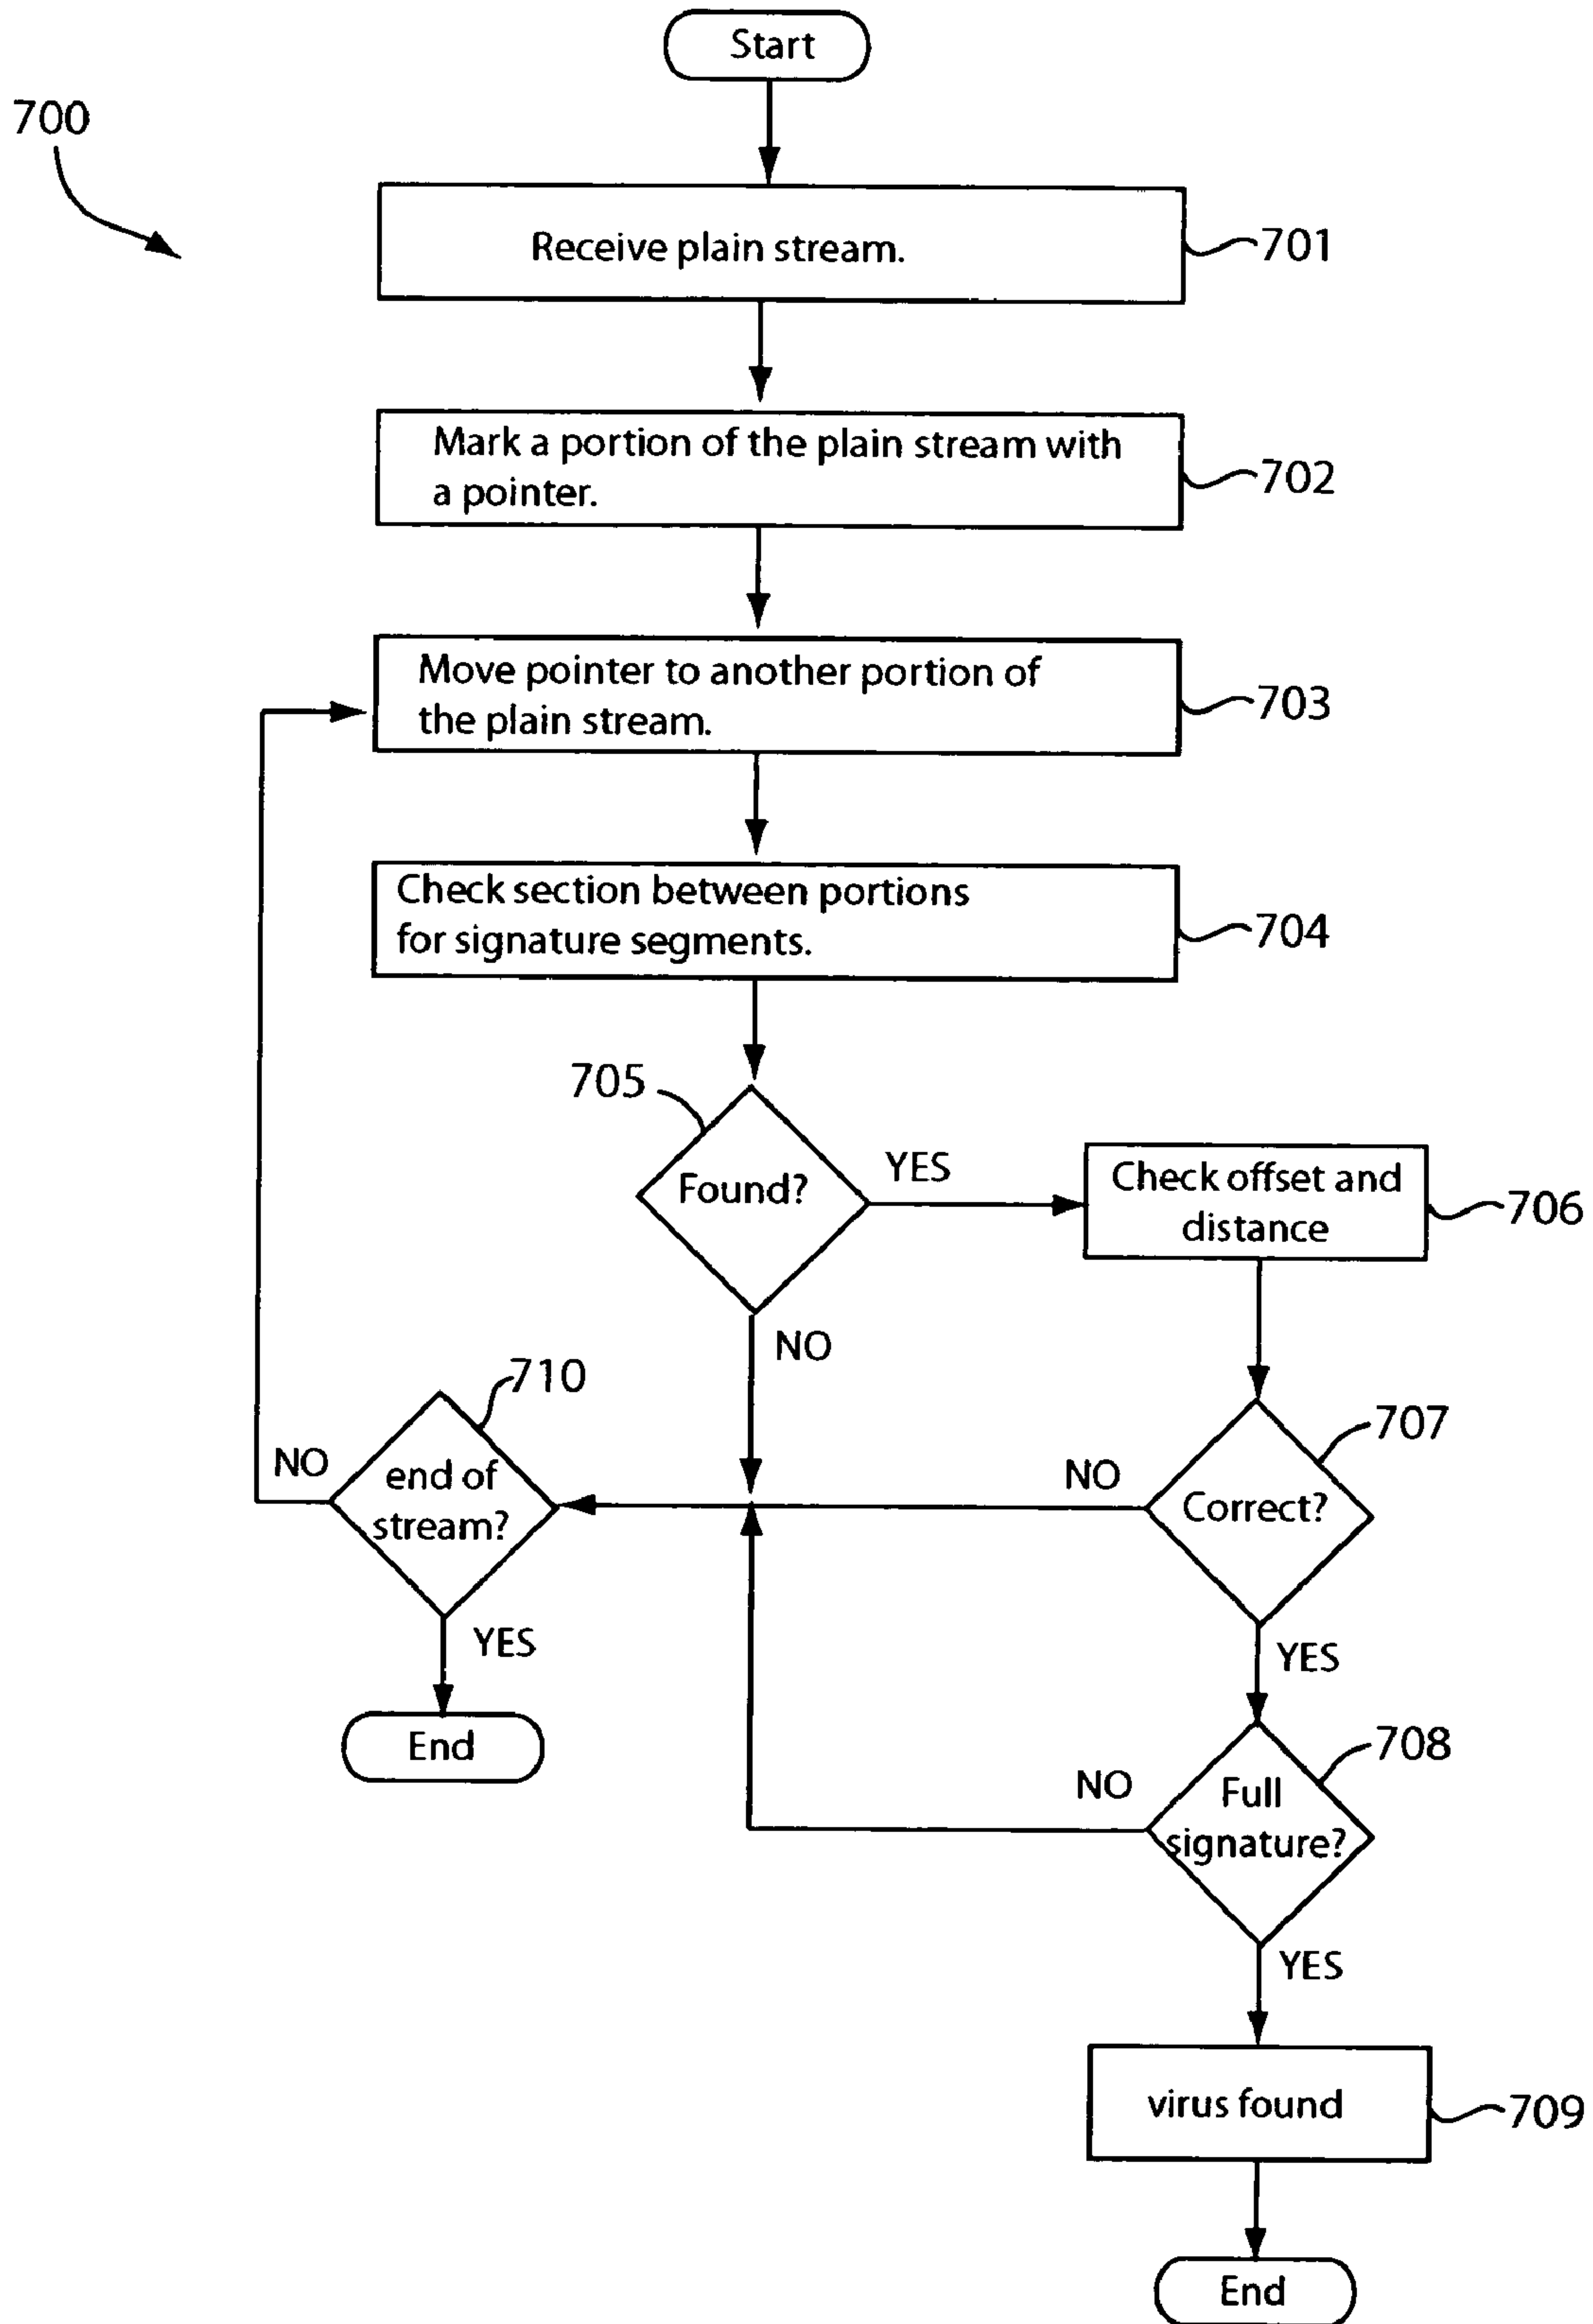 Start
700
Receive plain stream.
701
Mark a portion of the plain stream with
a pointer.
702
Move pointer to another portion of
the plain stream.
703
Check section between portions
for signature segments.
704
705
Found?
YES
Check offset and
distance
706
NO
710
end of
stream?
NO
YES
End
707
Correct?
NO
YES
708
Full
signature?
NO
YES
virus found
709
End